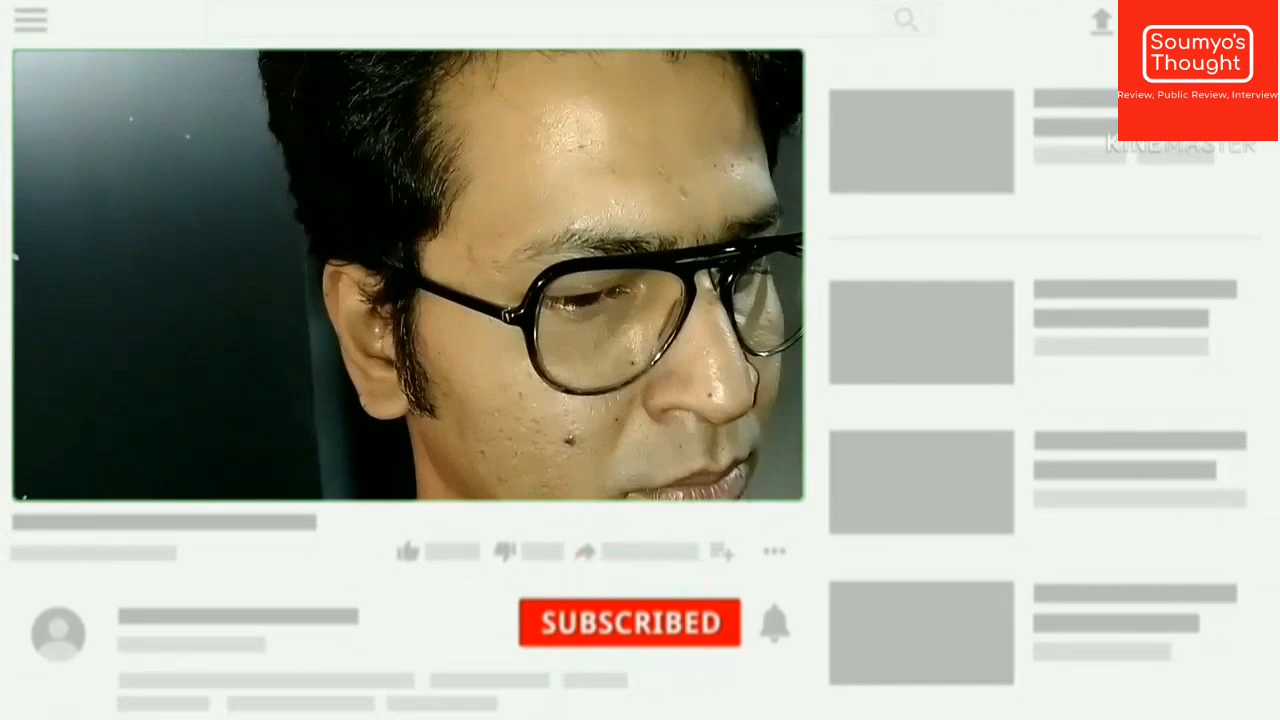 Soumyo's
Thought
Review, Public Review, Interview
KINEMASTER
SUBSCRIBED